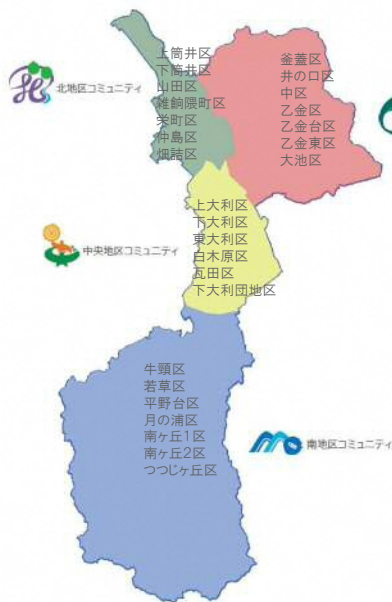 上筒井区
下筒井区
山田区
雑餉隈町区
栄町区
仲島区
畑詰区
釜蓋区
井の口区
中区
乙金区
乙金台区
乙金東区
大池区
北地区コミュニティ
上大利区
下大利区
東大利区
白木原区
瓦田区
下大利団地区
中央地区コミュニティ
牛頸区
若草区
平野台区
月の浦区
南ヶ丘1区
南ヶ丘2区
つつじヶ丘区
南地区コミュニティ